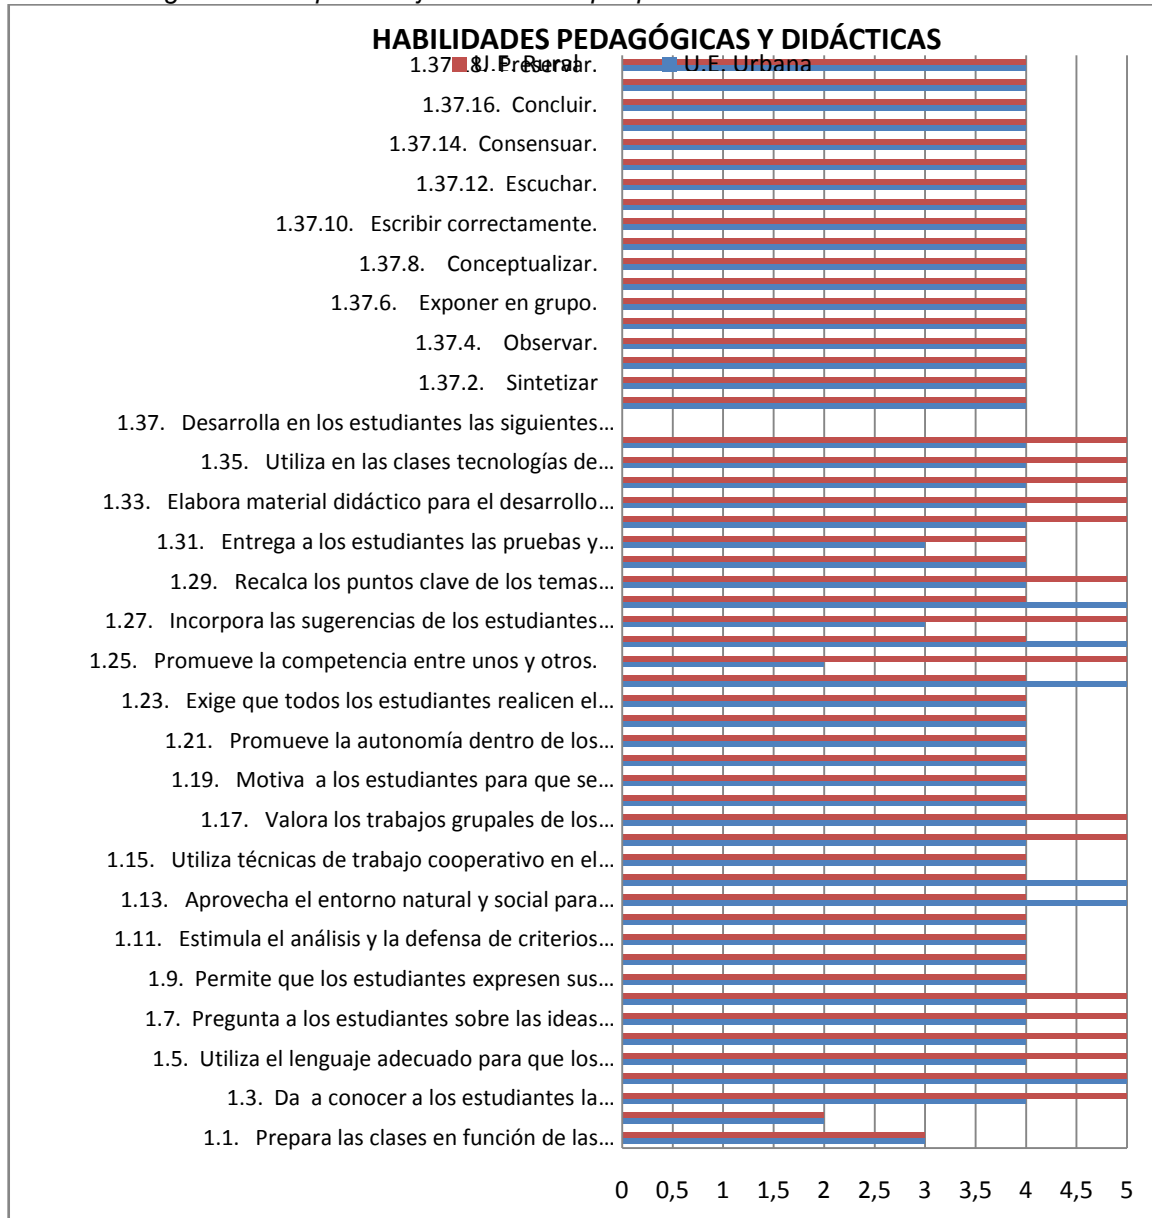 HABILIDADES PEDAGÓGICAS Y DIDÁCTICAS
U.E. Rural U.E. Urbana
1.37.18. Preservar.
1.37.16. Concluir.
1.37.14. Consensuar.
1.37.12. Escuchar.
1.37.10. Escribir correctamente.
1.37.8. Conceptualizar.
1.37.6. Exponer en grupo.
1.37.4. Observar.
1.37.2. Sintetizar
1.37. Desarrolla en los estudiantes las siguientes…
1.35. Utiliza en las clases tecnologías de…
1.33. Elabora material didáctico para el desarrollo…
1.31. Entrega a los estudiantes las pruebas y…
1.29. Recalca los puntos clave de los temas…
1.27. Incorpora las sugerencias de los estudiantes…
1.25. Promueve la competencia entre unos y otros.
1.23. Exige que todos los estudiantes realicen el…
1.21. Promueve la autonomía dentro de los…
1.19. Motiva a los estudiantes para que se…
1.17. Valora los trabajos grupales de los…
1.15. Utiliza técnicas de trabajo cooperativo en el…
1.13. Aprovecha el entorno natural y social para…
1.11. Estimula el análisis y la defensa de criterios…
1.9. Permite que los estudiantes expresen sus…
1.7. Pregunta a los estudiantes sobre las ideas…
1.5. Utiliza el lenguaje adecuado para que los…
1.3. Da a conocer a los estudiantes la…
1.1. Prepara las clases en función de las…
0 0,5 1 1,5 2 2,5 3 3,5 4 4,5 5